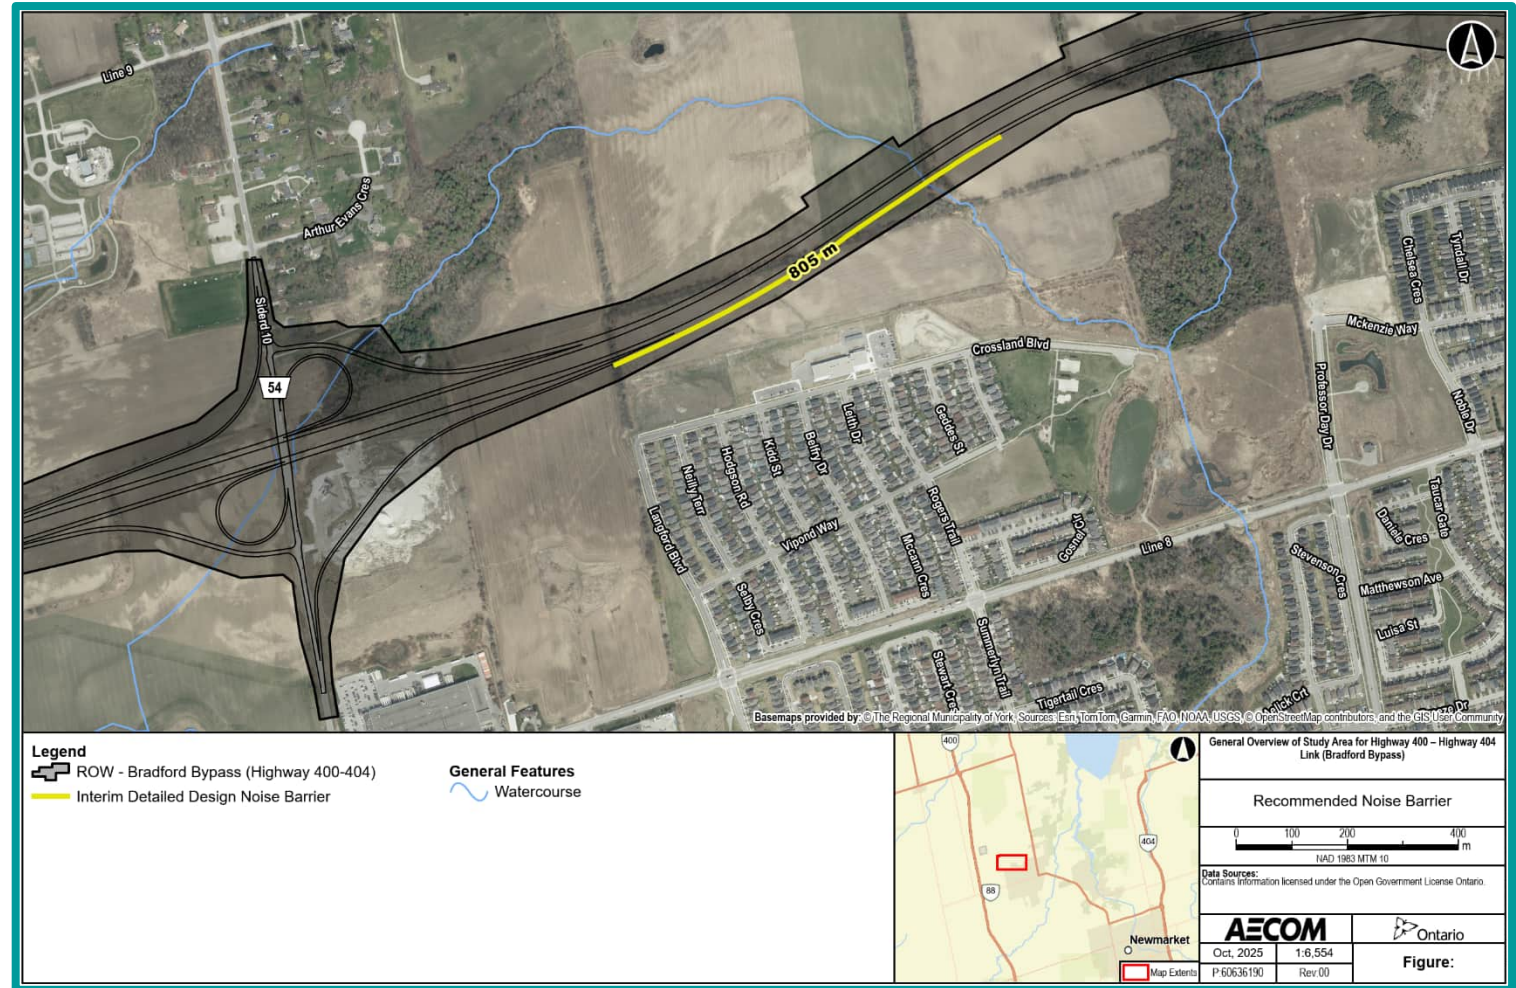 Line 9
Arthur Evans Cres
Siderd 10
54
805 m
Crossland Blvd
Chelsea Cres
Tyndall Dr
Mckenzie Way
Noble Dr
Professor Day Dr
Geddes St
Leith Dr
Belfry Dr
Kidd St
Hodgson Rd
Neilly Terr
Langford Blvd
Vipond Way
Rogers Trail
Mccann Cres
Selby Cres
Gosnel Cir
Line 8
Taucar Gate
Daniele Cres
Stevenson Cres
Matthewson Ave
Luisa St
Summerlyn Trail
Stewart Cres
Tigertail Cres
Basemaps provided by: © The Regional Municipality of York, Sources: Esri, TomTom, Garmin, FAO, NOAA, USGS, © OpenStreetMap contributors, and the GIS User Community
Legend
ROW - Bradford Bypass (Highway 400-404)
Interim Detailed Design Noise Barrier
General Features
Watercourse
400
404
88
Newmarket
Map Extents
General Overview of Study Area for Highway 400 – Highway 404
Link (Bradford Bypass)
Recommended Noise Barrier
0 100 200 400
m
NAD 1983 MTM 10
Data Sources:
Contains Information licensed under the Open Government License Ontario.
AECOM
Ontario
Oct, 2025
1:6,554
P:60636190
Rev:00
Figure: